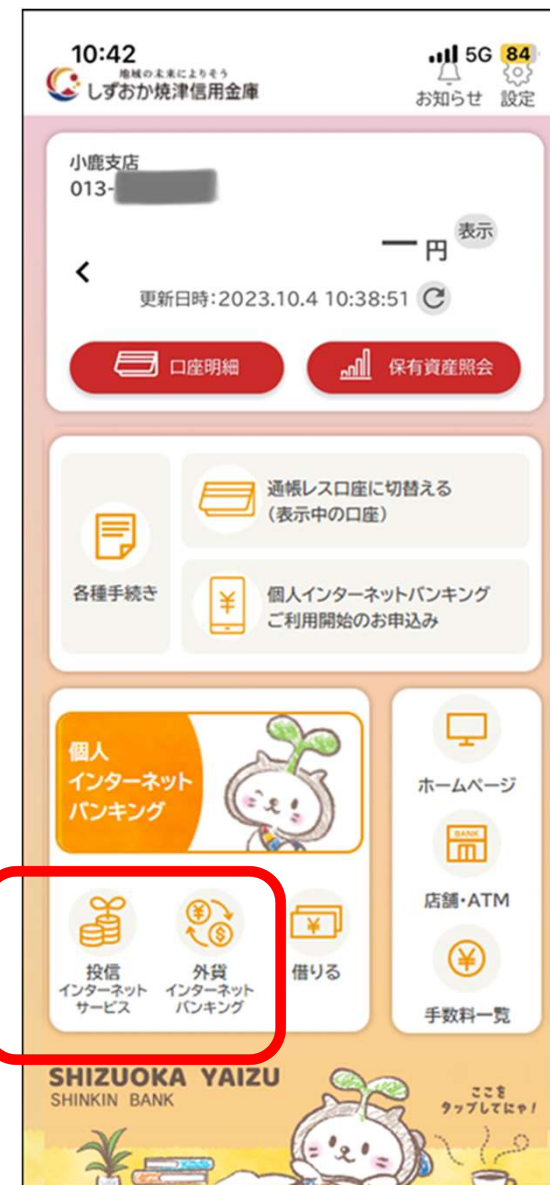 10:42
5G 84
地域の未来によりそう
しずおか焼津信用金庫
お知らせ 設定
小鹿支店
013-
ー円 表示
更新日時:2023.10.4 10:38:51
口座明細
保有資産照会
各種手続き
通帳レス口座に切替える
(表示中の口座)
個人インターネットバンキング
ご利用開始のお申込み
個人
インターネット
バンキング
投信
インターネット
サービス
外貨
インターネット
バンキング
借りる
ホームページ
BANK
店舗・ATM
手数料一覧
SHIZUOKA YAIZU
SHINKIN BANK
ここを
タップしてにゃ!